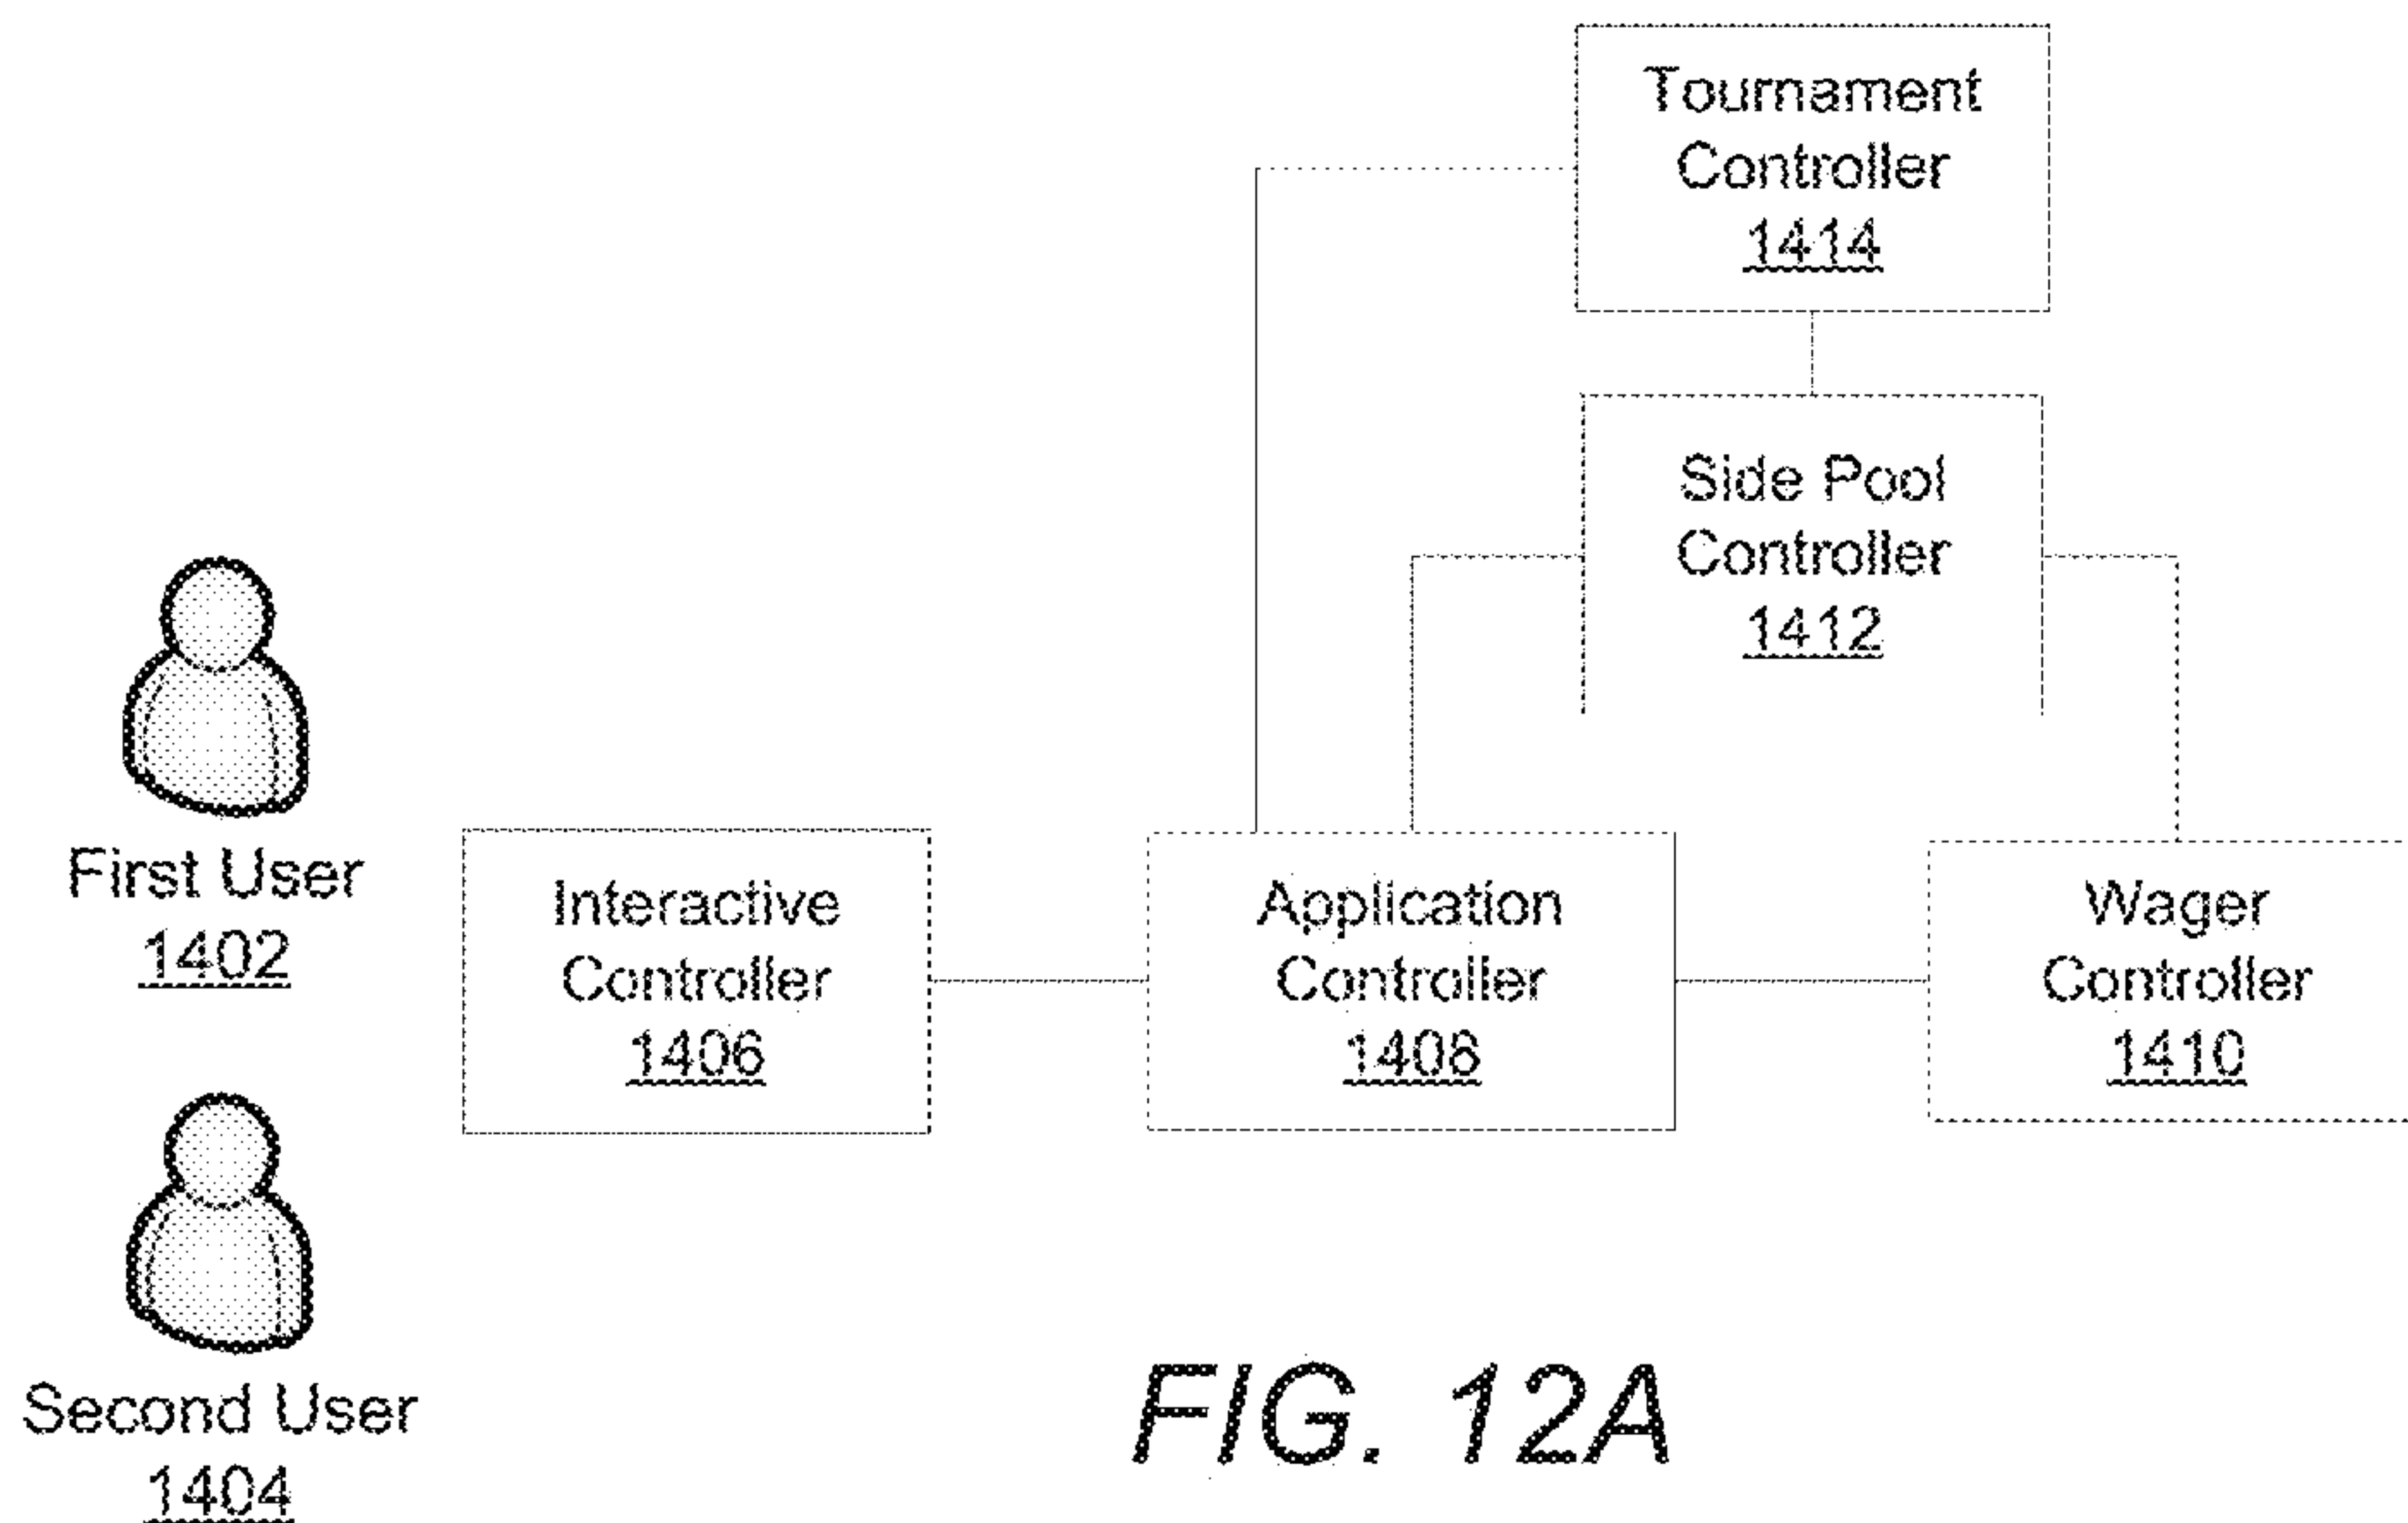 Tournament
Controller
1414
Side Pool
Controller
1412
First User
1402
Interactive
Controller
1406
Application
Controller
1408
Wager
Controller
1410
Second User
1404
FIG. 12A